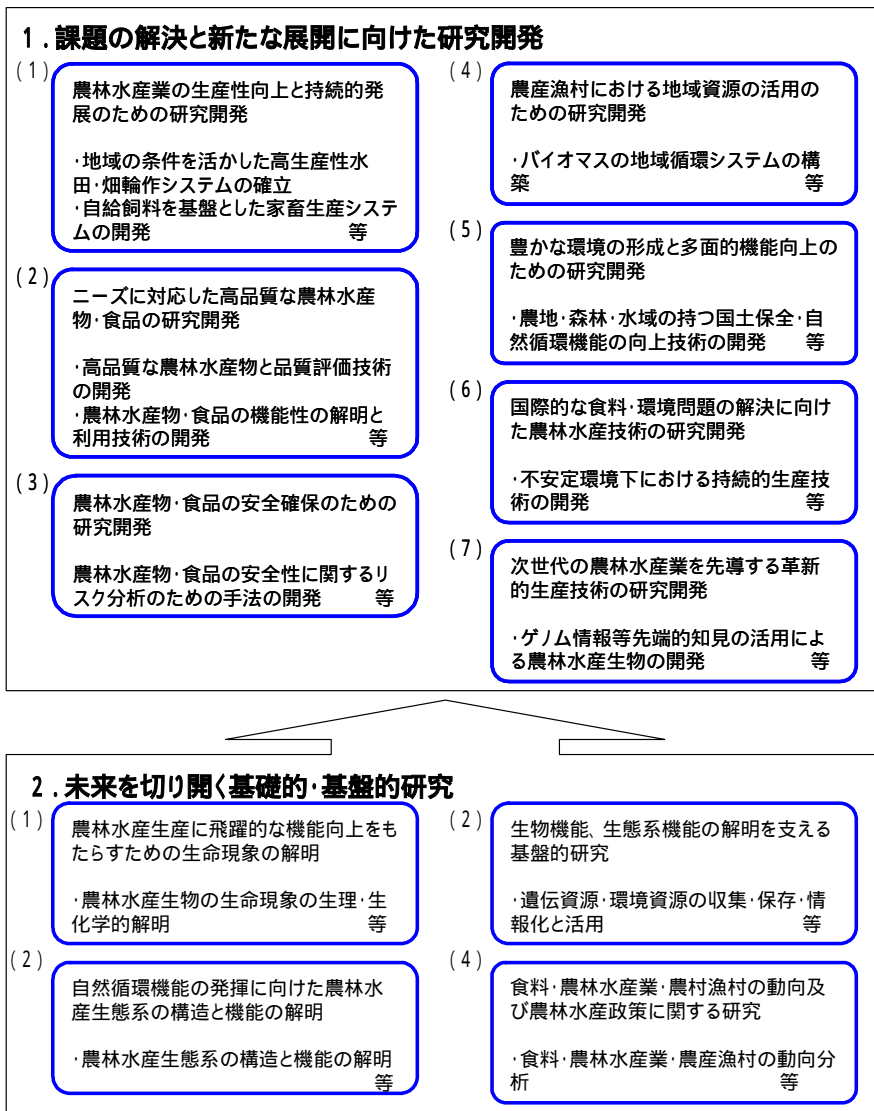 1.課題の解決と新たな展開に向けた研究開発
(1)
農林水産業の生産性向上と持続的発
展のための研究開発
・地域の条件を活かした高生産性水
田・畑輪作システムの確立
・自給飼料を基盤とした家畜生産システ
ムの開発 等
(2)
ニーズに対応した高品質な農林水産
物・食品の研究開発
・高品質な農林水産物と品質評価技術
の開発
・農林水産物・食品の機能性の解明と
利用技術の開発 等
(3)
農林水産物・食品の安全確保のための
研究開発
農林水産物・食品の安全性に関するリ
スク分析のための手法の開発 等
(4)
農産漁村における地域資源の活用の
ための研究開発
・バイオマスの地域循環システムの構
築 等
(5)
豊かな環境の形成と多面的機能向上の
ための研究開発
・農地・森林・水域の持つ国土保全・自
然循環機能の向上技術の開発 等
(6)
国際的な食料・環境問題の解決に向け
た農林水産技術の研究開発
・不安定環境下における持続的生産技
術の開発 等
(7)
次世代の農林水産業を先導する革新
的生産技術の研究開発
・ゲノム情報等先端的知見の活用によ
る農林水産生物の開発 等
2.未来を切り開く基礎的・基盤的研究
(1)
農林水産生産に飛躍的な機能向上をも
たらすための生命現象の解明
・農林水産生物の生命現象の生理・生
化学的解明 等
(2)
生物機能、生態系機能の解明を支える
基盤的研究
・遺伝資源・環境資源の収集・保存・情
報化と活用 等
(2)
自然循環機能の発揮に向けた農林水
産生態系の構造と機能の解明
・農林水産生態系の構造と機能の解明
等
(4)
食料・農林水産業・農村漁村の動向及
び農林水産政策に関する研究
・食料・農林水産業・農産漁村の動向分
析 等